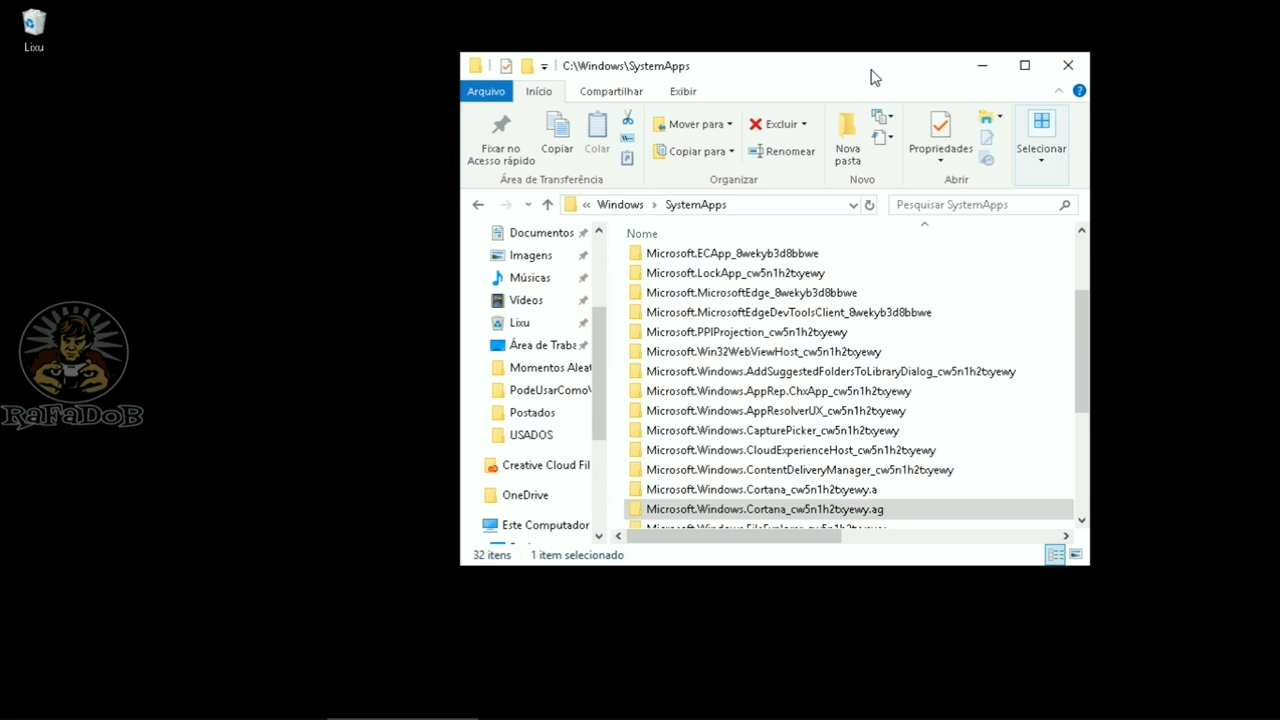 Lixu
C:\Windows\SystemApps
Arquivo Início Compartilhar Exibir
Fixar no Acesso rápido
Copiar
Colar
Área de Transferência
Mover para
Copiar para
Excluir
Renomear
Organizar
Nova pasta
Novo
Propriedades
Abrir
Selecionar
« Windows › SystemApps
Pesquisar SystemApps
Documentos
Imagens
Músicas
Vídeos
Lixu
Área de Traba
Momentos Aleat
PodeUsarComoV
Postados
USADOS
Creative Cloud Fil
OneDrive
Este Computador
Nome
Microsoft.ECApp_8wekyb3d8bbwe
Microsoft.LockApp_cw5n1h2txyewy
Microsoft.MicrosoftEdge_8wekyb3d8bbwe
Microsoft.MicrosoftEdgeDevToolsClient_8wekyb3d8bbwe
Microsoft.PPIProjection_cw5n1h2txyewy
Microsoft.Win32WebViewHost_cw5n1h2txyewy
Microsoft.Windows.AddSuggestedFoldersToLibraryDialog_cw5n1h2txyewy
Microsoft.Windows.AppRep.ChxApp_cw5n1h2txyewy
Microsoft.Windows.AppResolverUX_cw5n1h2txyewy
Microsoft.Windows.CapturePicker_cw5n1h2txyewy
Microsoft.Windows.CloudExperienceHost_cw5n1h2txyewy
Microsoft.Windows.ContentDeliveryManager_cw5n1h2txyewy
Microsoft.Windows.Cortana_cw5n1h2txyewy.a
Microsoft.Windows.Cortana_cw5n1h2txyewy.ag
Microsoft.Windows.FileExplorer_cw5n1h2txyewy
32 itens 1 item selecionado
RaFaDoB